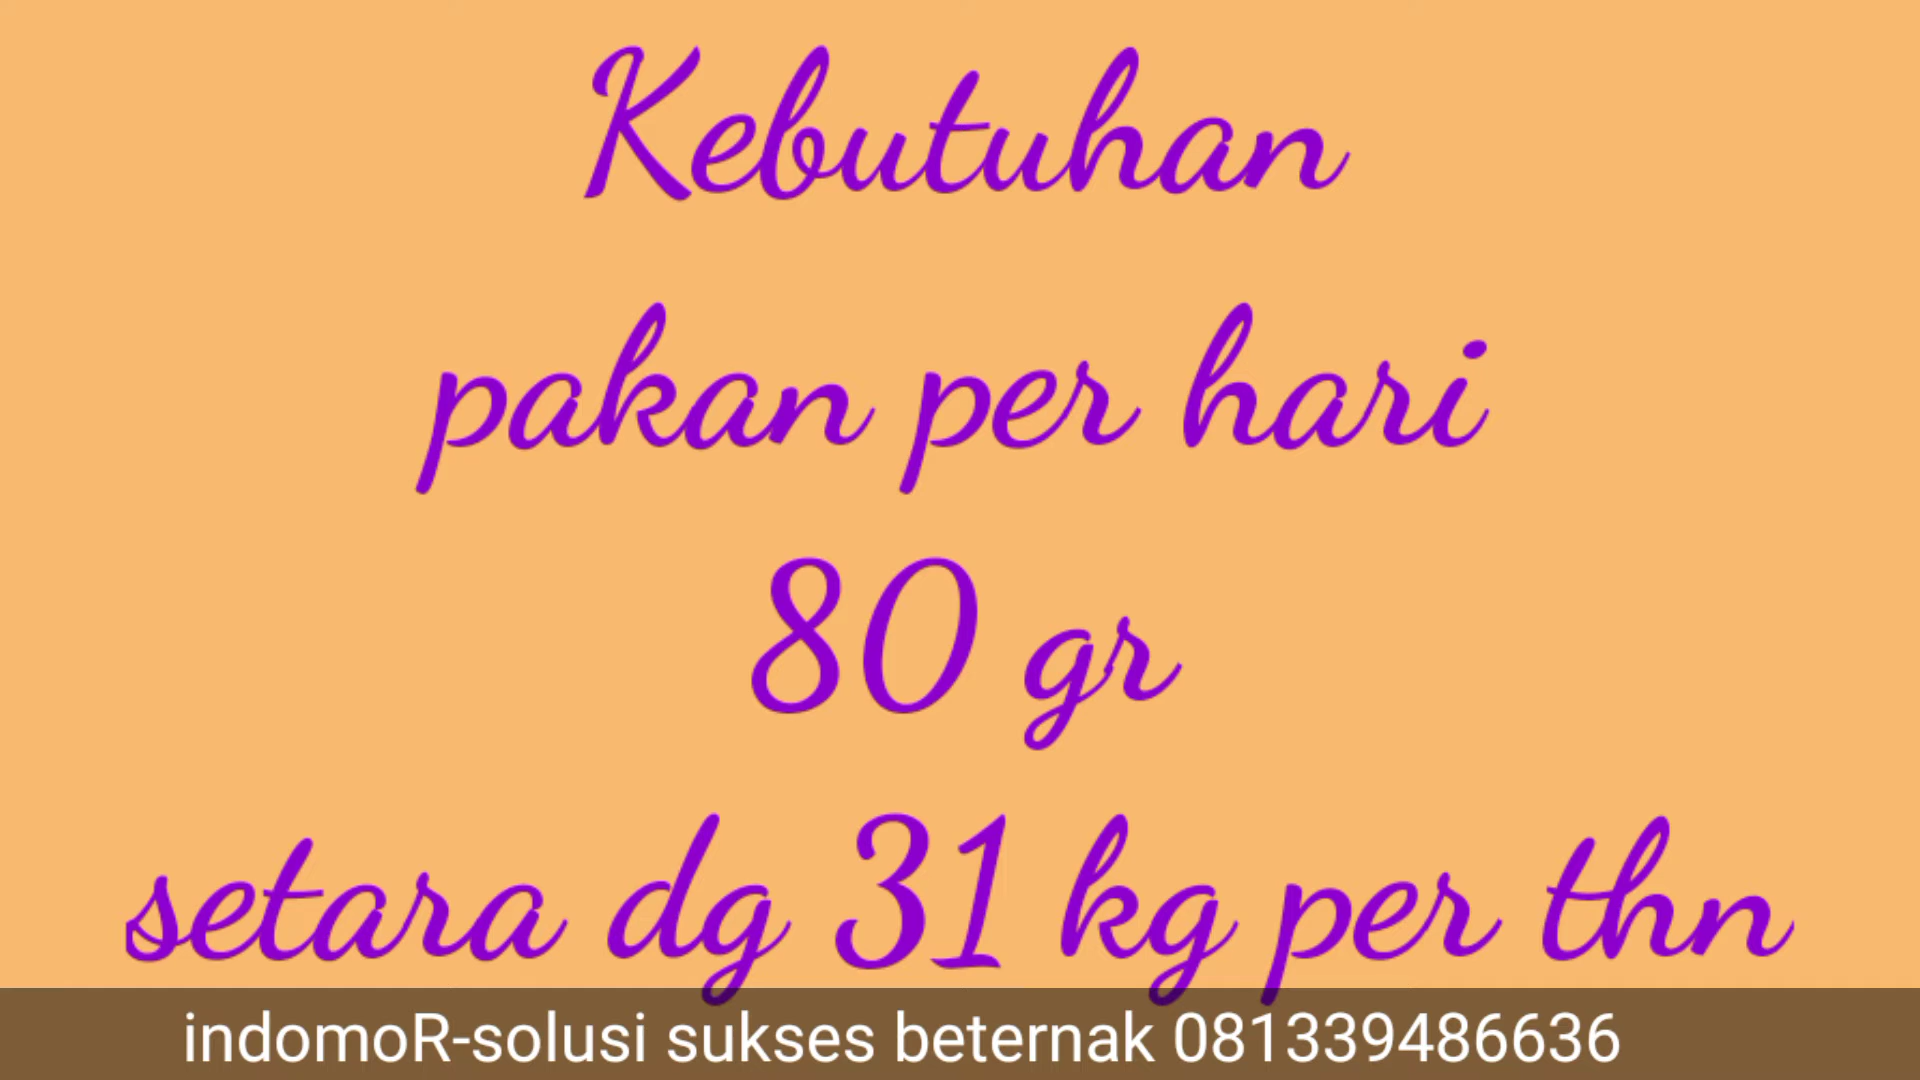 Kebutuhan
pakan per hari
80 gr
setara dg 31 kg per thn
indomoR-solusi sukses beternak 081339486636